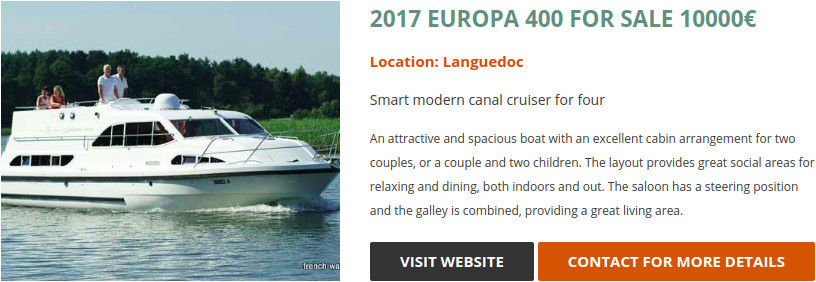 2017 EUROPA 400 FOR SALE 10000€
Location: Languedoc
Smart modern canal cruiser for four
An attractive and spacious boat with an excellent cabin arrangement for two
couples, or a couple and two children. The layout provides great social areas for
relaxing and dining, both indoors and out. The saloon has a steering position
and the galley is combined, providing a great living area.
VISIT WEBSITE
CONTACT FOR MORE DETAILS
french-wa